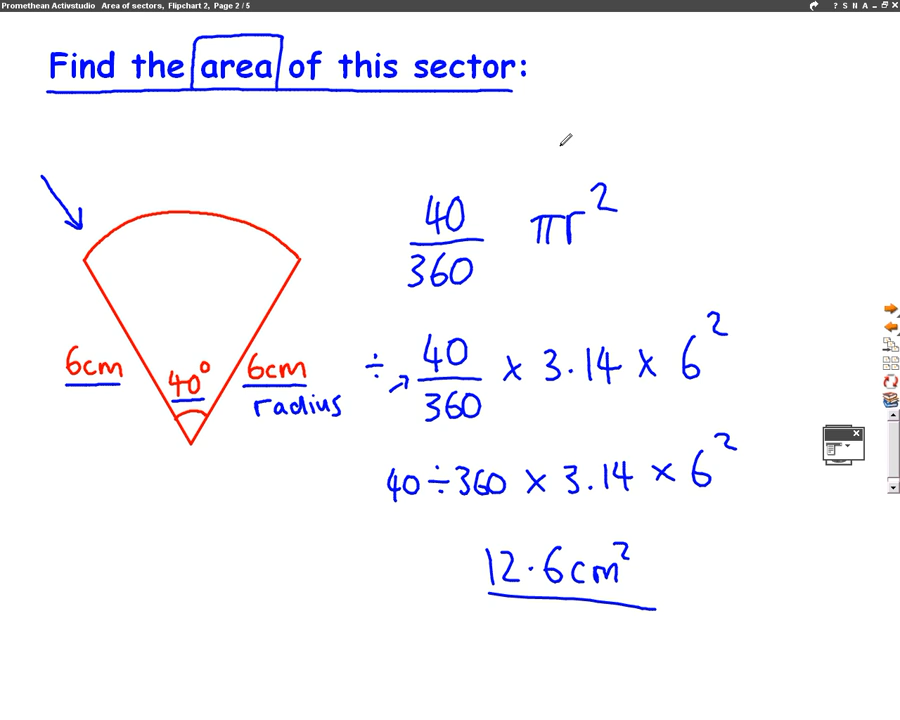 Promethean Activstudio Area of sectors, Flipchart 2, Page 2 / 5
? S N A
Find the area of this sector:
40/360 πr²
6cm 40° 6cm
radius
÷ 40/360 × 3.14 × 6²
40 ÷ 360 × 3.14 × 6²
12.6cm²